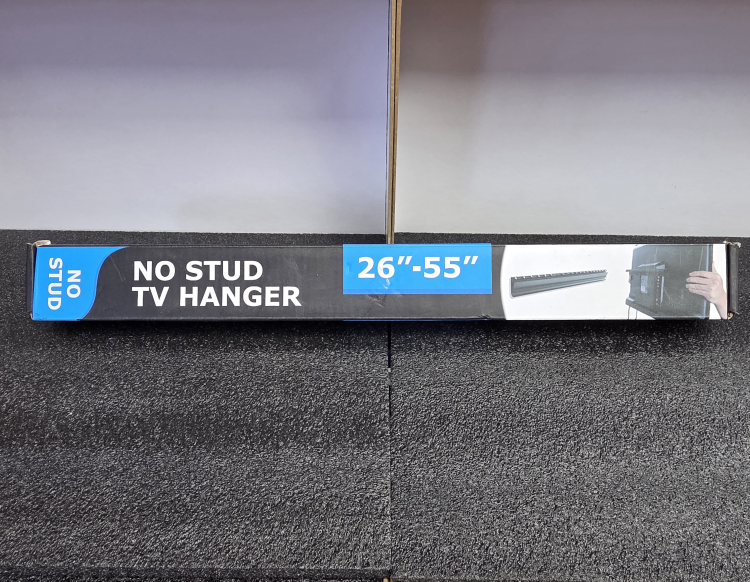 NO
STUD
NO STUD
TV HANGER
26”-55”